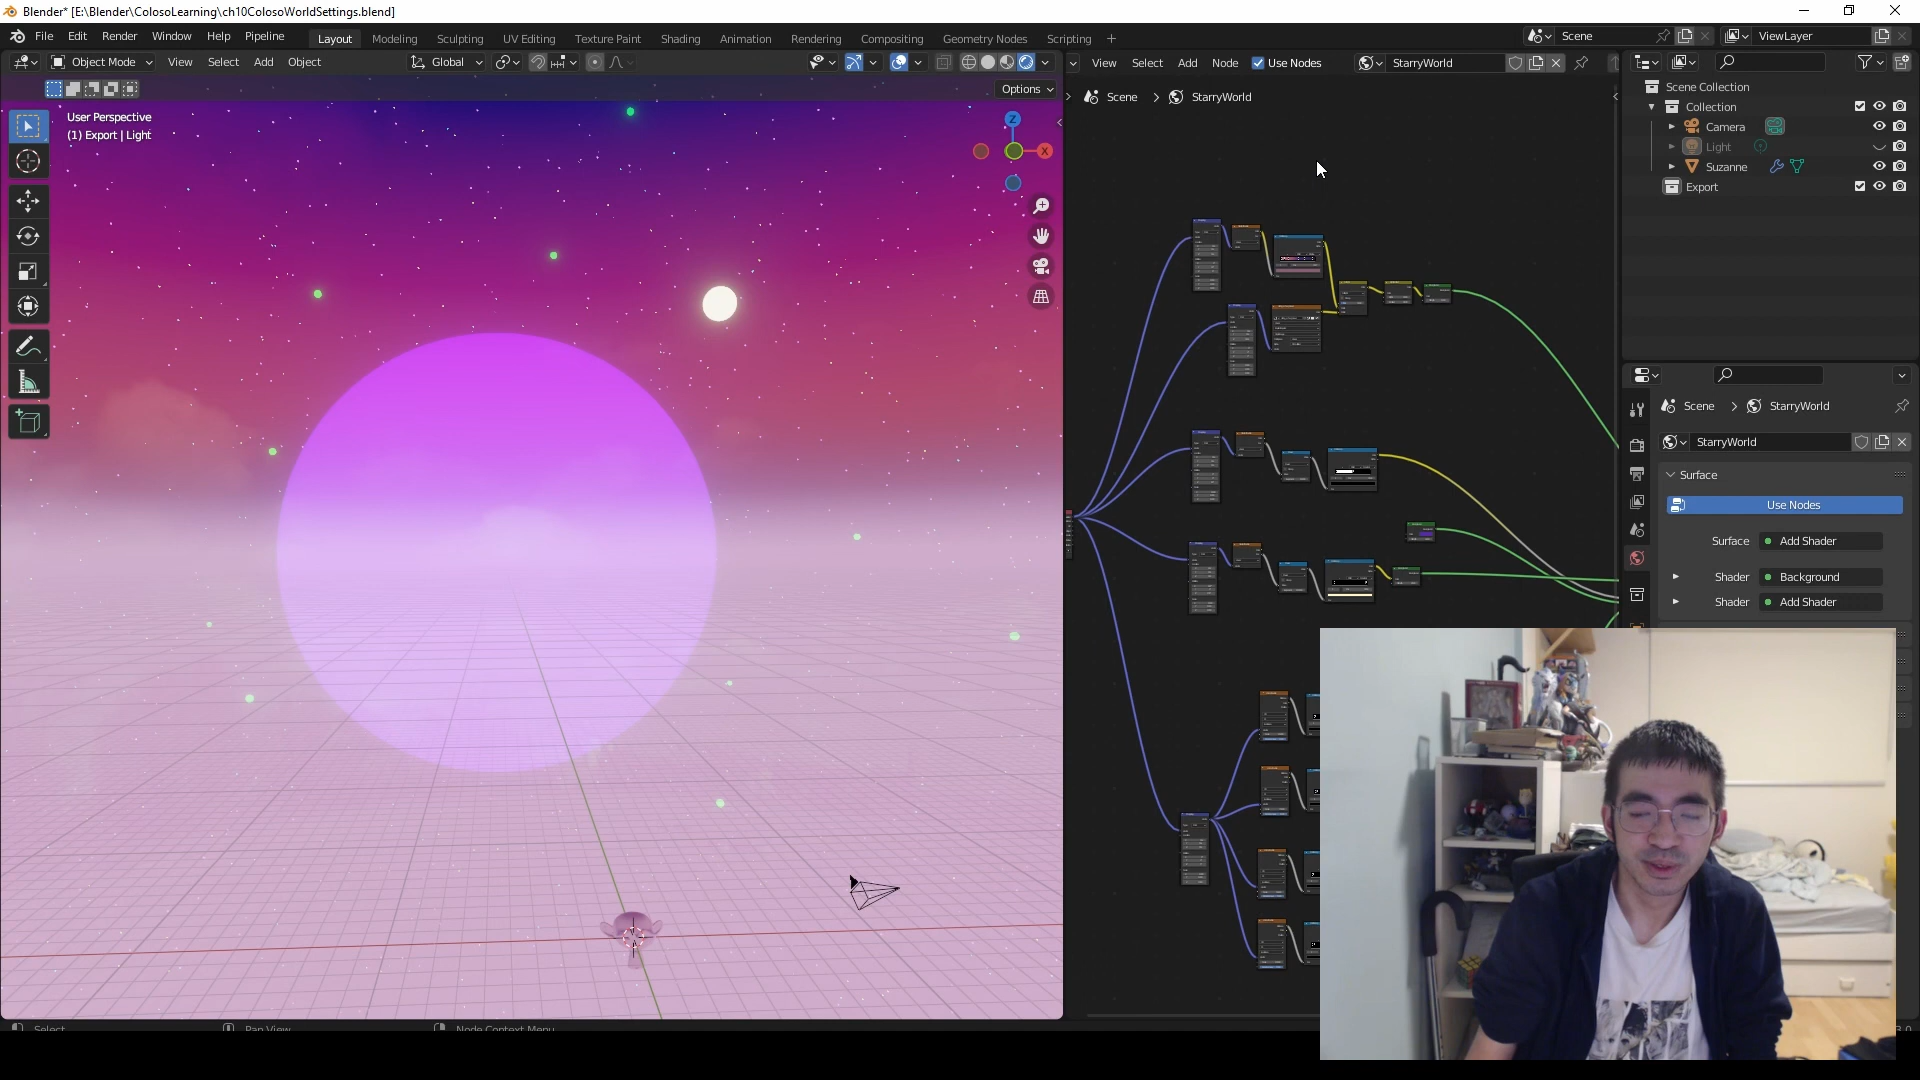 Blender* [E:\Blender\ColosoLearning\ch10ColosoWorldSettings.blend]
File Edit Render Window Help Pipeline
Layout Modeling Sculpting UV Editing Texture Paint Shading Animation Rendering Compositing Geometry Nodes Scripting
Scene ViewLayer
Object Mode View Select Add Object Global
View Select Add Node Use Nodes StarryWorld
Options
Scene > StarryWorld
User Perspective
(1) Export | Light
Z
X
Scene Collection
Collection
Camera
Light
Suzanne
Export
Scene > StarryWorld
StarryWorld
Surface
Use Nodes
Surface Add Shader
Shader Background
Shader Add Shader
Select Pan View Node Context Menu